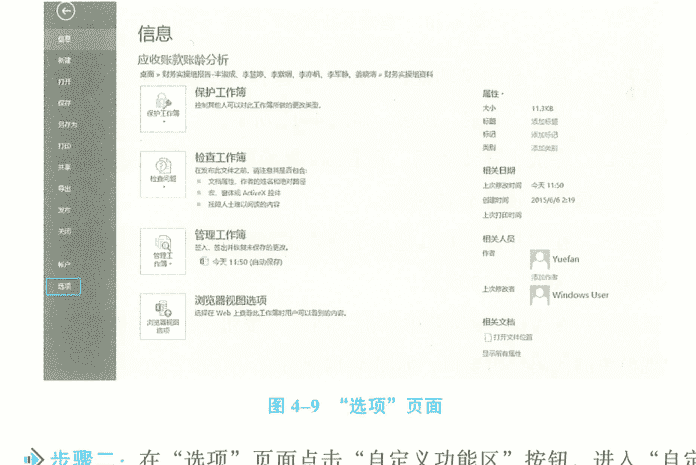 信息
新建
打开
保存
另存为
打印
共享
导出
发布
关闭
帐户
选项
信息
应收账款账龄分析
保护工作簿
保护工作簿
控制其他人可以对此工作簿所做的更改类型。
检查问题
检查工作簿
在发布此文件之前，请注意其是否包含:
文档属性、作者的姓名和绝对路径
表、窗体和 ActiveX 控件
残障人士难以阅读的内容
管理工作簿
管理工作簿
签入、签出并恢复未保存的更改。
今天 11:50 (自动保存)
浏览器视图选项
浏览器视图选项
选择在 Web 上查看此工作簿时用户可以看到的内容。
属性
大小 11.3KB
标题 添加标题
标记 添加标记
类别 添加类别
相关日期
上次修改时间 今天 11:50
创建时间 2015/6/6 2:19
上次打印时间
相关人员
作者 Yuefan
添加作者
上次修改者 Windows User
相关文档
打开文件位置
显示所有属性
图 4-9 “选项”页面
步骤二：在“选项”页面点击“自定义功能区”按钮，进入“自定